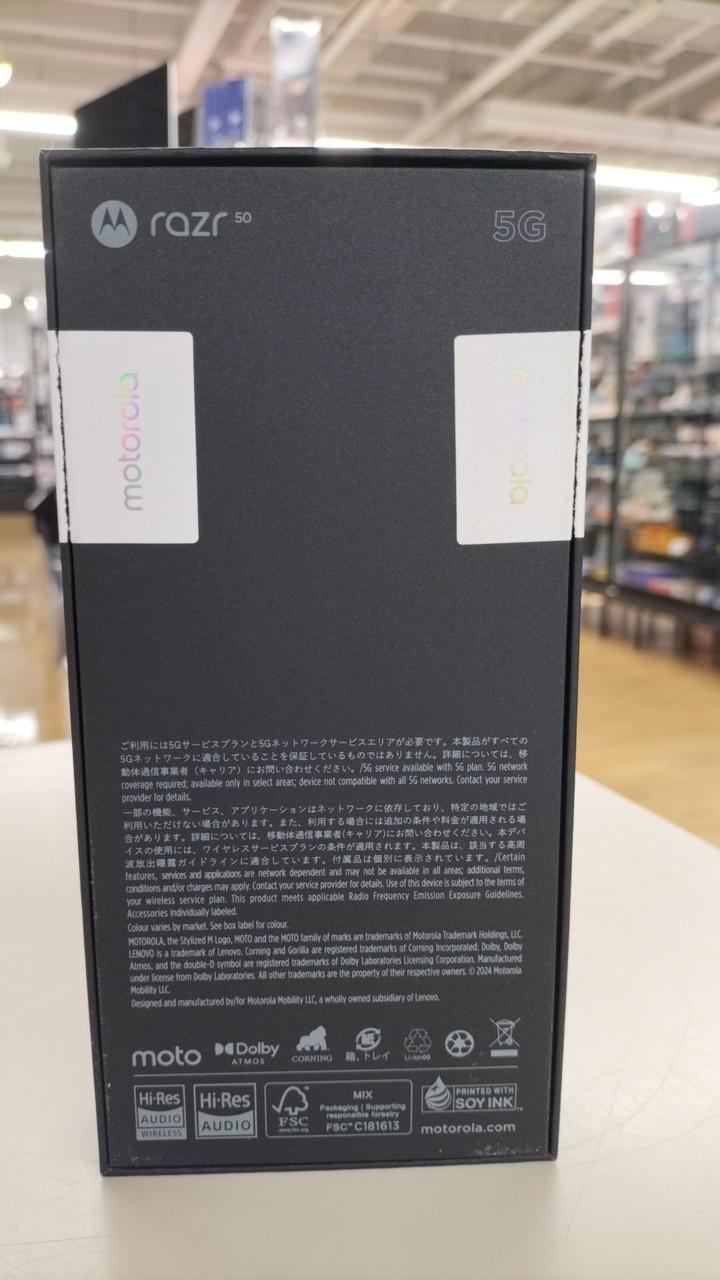 razr 50
5G
motorola
motorola
ご利用には5Gサービスプランと5Gネットワークサービスエリアが必要です。本製品がすべての
5Gネットワークに適合していることを保証しているものではありません。詳細については、移
動体通信事業者（キャリア）にお問い合わせください。/5G service available with 5G plan. 5G network
coverage required; available only in select areas; device not compatible with all 5G networks. Contact your service
provider for details.
一部の機能、サービス、アプリケーションはネットワークに依存しており、特定の地域ではご
利用いただけない場合があります。また、利用する場合には追加の条件や料金が適用される場
合があります。詳細については、移動体通信事業者(キャリア)にお問い合わせください。本デバ
イスの使用には、ワイヤレスサービスプランの条件が適用されます。本製品は、該当する高周
波放出曝露ガイドラインに適合しています。付属品は個別に表示されています。/Certain
features, services and applications are network dependent and may not be available in all areas; additional terms,
conditions and/or charges may apply. Contact your service provider for details. Use of this device is subject to the terms of
your wireless service plan. This product meets applicable Radio Frequency Emission Exposure Guidelines.
Accessories individually labeled.
Colour varies by market. See box label for colour.
MOTOROLA, the Stylized M Logo, MOTO and the MOTO family of marks are trademarks of Motorola Trademark Holdings, LLC.
LENOVO is a trademark of Lenovo. Corning and Gorilla are registered trademarks of Corning Incorporated. Dolby, Dolby
Atmos, and the double-D symbol are registered trademarks of Dolby Laboratories Licensing Corporation. Manufactured
under license from Dolby Laboratories. All other trademarks are the property of their respective owners. © 2024 Motorola
Mobility LLC.
Designed and manufactured by/for Motorola Mobility LLC, a wholly owned subsidiary of Lenovo.
moto
Dolby
ATMOS
CORNING
紙
箱、トレイ
Li-ion00
Hi-Res
AUDIO
WIRELESS
Hi-Res
AUDIO
FSC
www.fsc.org
MIX
Packaging | Supporting
responsible forestry
FSC™ C181613
PRINTED WITH
SOY INK™
motorola.com